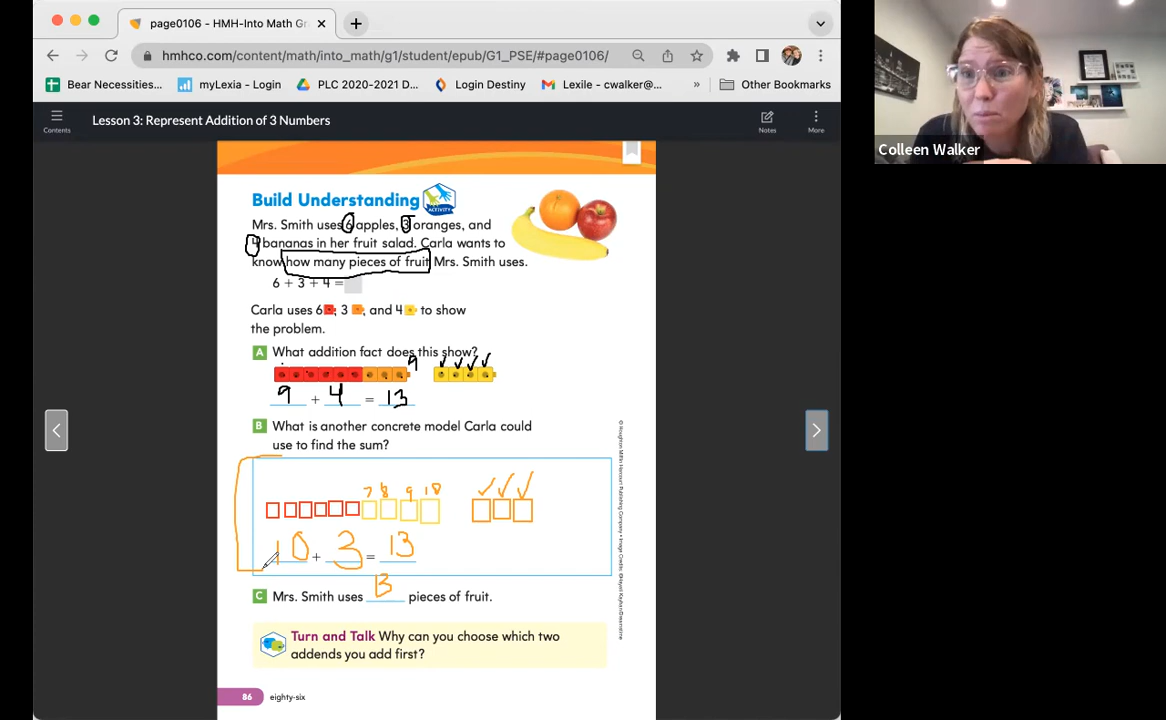 page0106 - HMH-Into Math Gr
hmhco.com/content/math/into_math/g1/student/epub/G1_PSE/#page0106/
Bear Necessities... myLexia - Login PLC 2020-2021 D... Login Destiny Lexile - cwalker@... » Other Bookmarks
Contents
Lesson 3: Represent Addition of 3 Numbers
Notes
More
Colleen Walker
Build Understanding
ACTIVITY
Mrs. Smith uses 6 apples, 3 oranges, and
4 bananas in her fruit salad. Carla wants to
know how many pieces of fruit Mrs. Smith uses.
6 + 3 + 4 =
Carla uses 6, 3, and 4 to show
the problem.
A What addition fact does this show?
9
9 + 4 = 13
B What is another concrete model Carla could
use to find the sum?
7 8 9 10
10 + 3 = 13
C Mrs. Smith uses 13 pieces of fruit.
Turn and Talk Why can you choose which two
addends you add first?
86 eighty-six